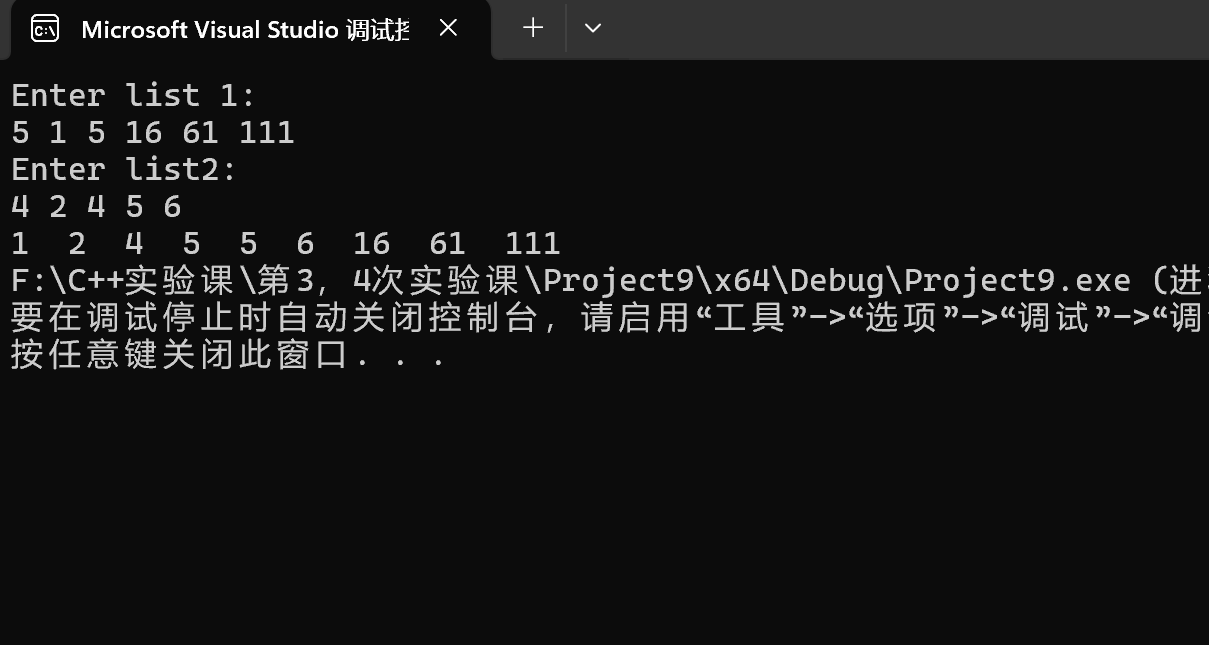 Microsoft Visual Studio 调试
Enter list 1:
5 1 5 16 61 111
Enter list2:
4 2 4 5 6
1  2  4  5  5  6  16  61  111
F:\C++实验课\第3，4次实验课\Project9\x64\Debug\Project9.exe（进
要在调试停止时自动关闭控制台，请启用“工具”->“选项”->“调试”->“调
按任意键关闭此窗口. . .